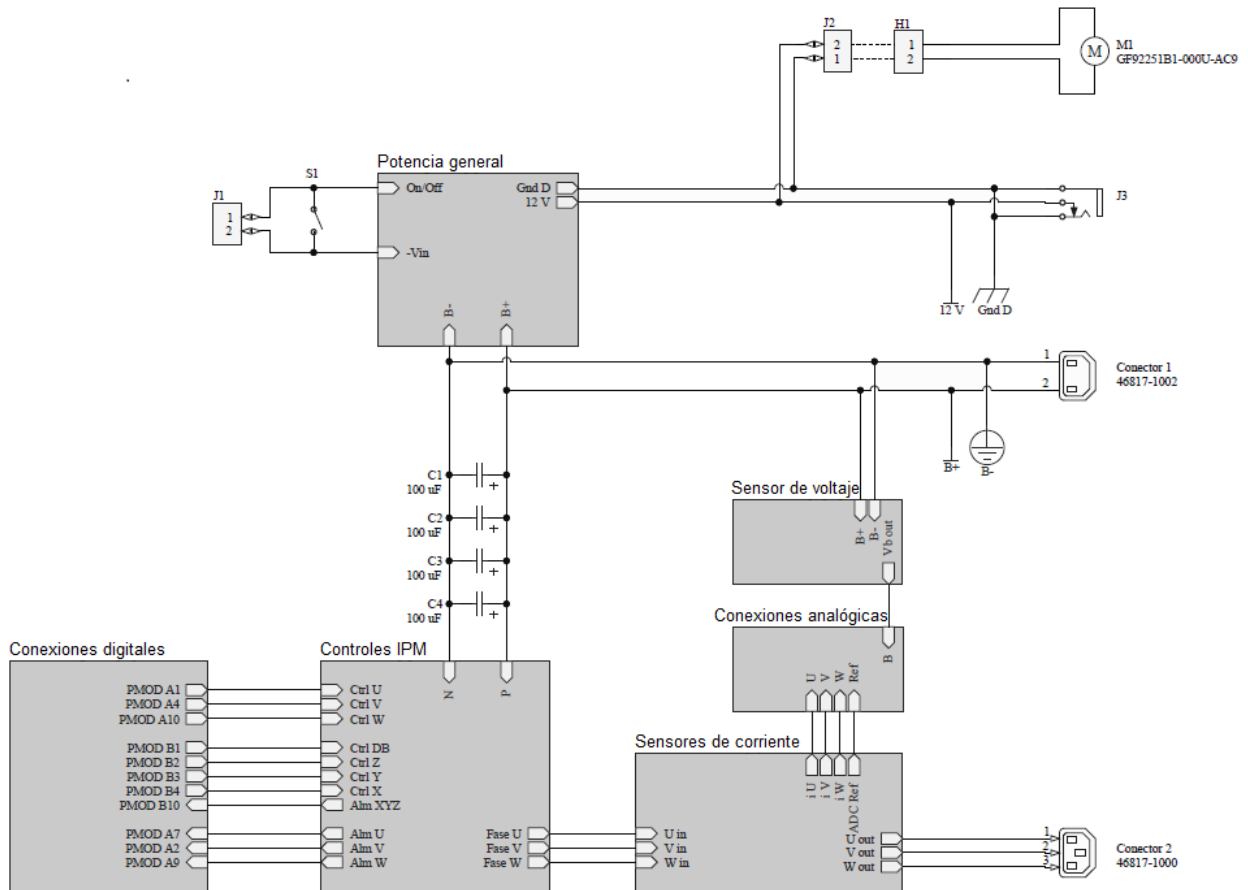 J2
H1
2
1
1
2
M
M1
GF92251B1-000U-AC9
Potencia general
S1
J1
1
2
On/Off
-Vin
Gnd D
12 V
B-
B+
J3
12 V
Gnd D
1
2
Conector 1
46817-1002
B+
B-
C1
100 uF
C2
100 uF
C3
100 uF
C4
100 uF
Sensor de voltaje
B+
B-
Vb out
Conexiones analógicas
B
U
V
W
Ref
Conexiones digitales
PMOD A1
PMOD A4
PMOD A10
PMOD B1
PMOD B2
PMOD B3
PMOD B4
PMOD B10
PMOD A7
PMOD A2
PMOD A9
Controles IPM
N
P
Ctrl U
Ctrl V
Ctrl W
Ctrl DB
Ctrl Z
Ctrl Y
Ctrl X
Alm XYZ
Alm U
Alm V
Alm W
Fase U
Fase V
Fase W
Sensores de corriente
i U
i V
i W
ADC Ref
U in
V in
W in
U out
V out
W out
1
2
3
Conector 2
46817-1000